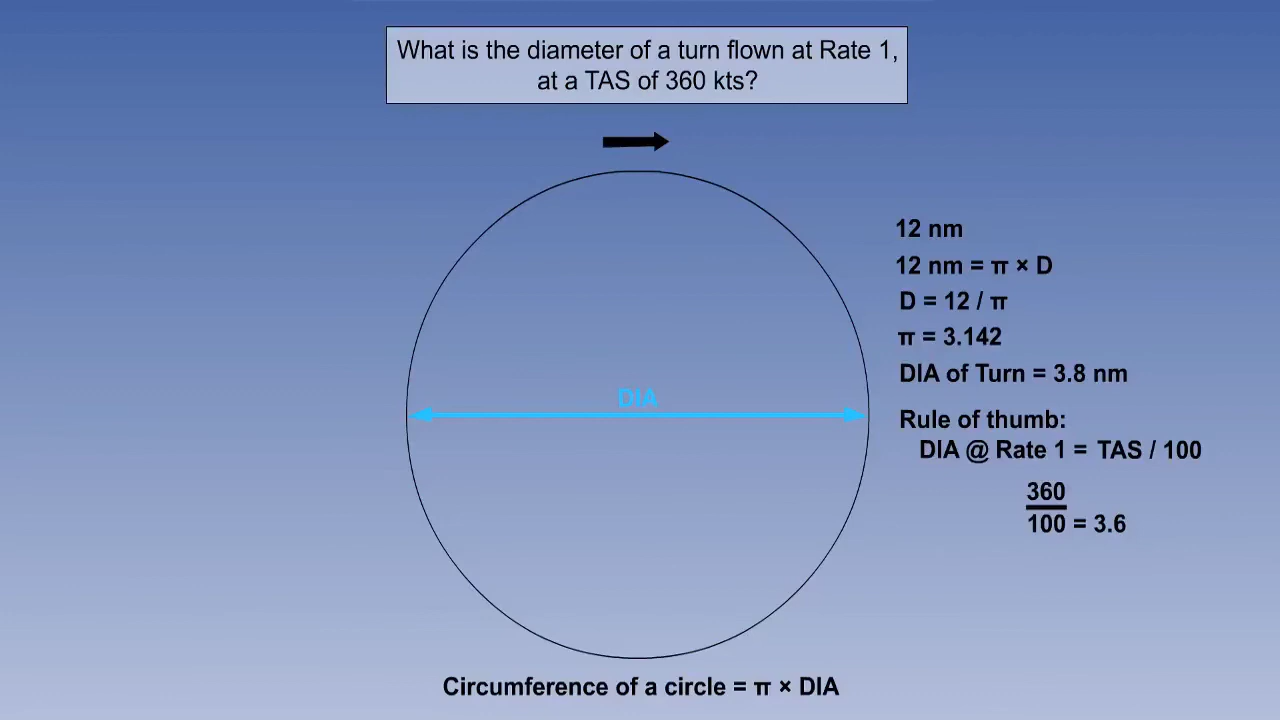 What is the diameter of a turn flown at Rate 1,
at a TAS of 360 kts?
12 nm
12 nm = π × D
D = 12 / π
π = 3.142
DIA of Turn = 3.8 nm
DIA
Rule of thumb:
DIA @ Rate 1 = TAS / 100
360
100 = 3.6
Circumference of a circle = π × DIA